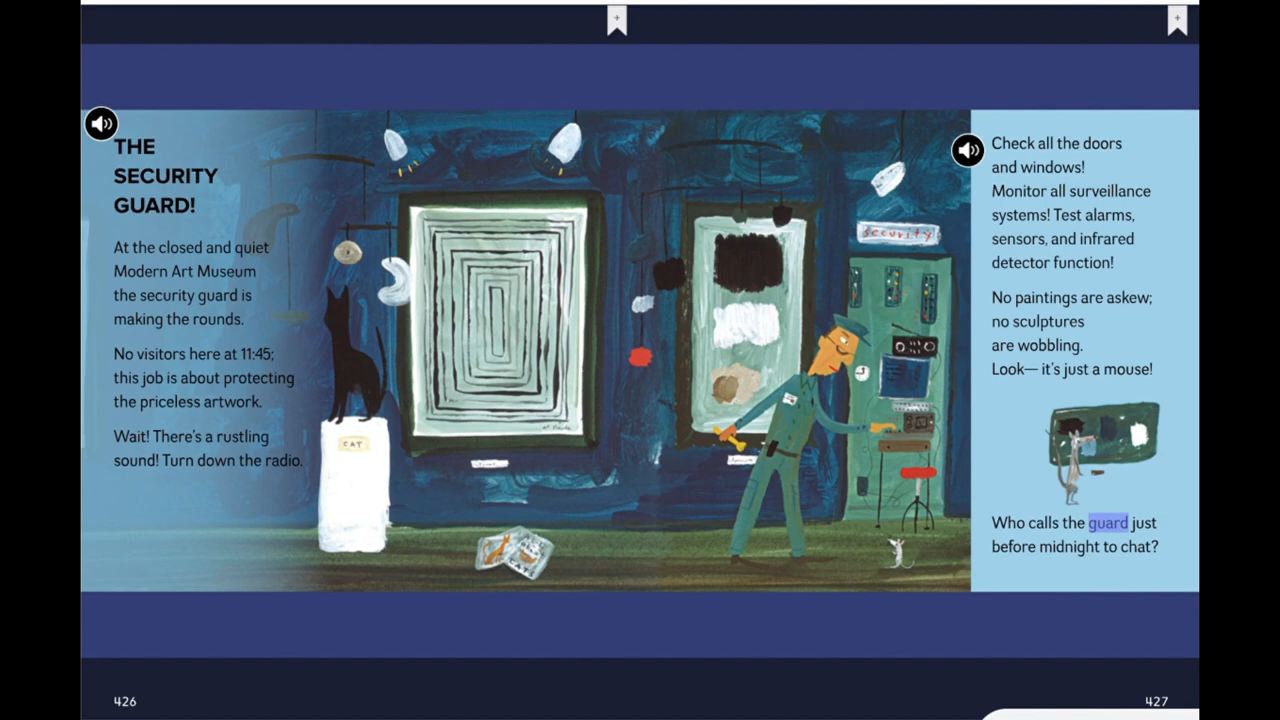 THE
SECURITY
GUARD!
At the closed and quiet
Modern Art Museum
the security guard is
making the rounds.
No visitors here at 11:45;
this job is about protecting
the priceless artwork.
Wait! There's a rustling
sound! Turn down the radio.
CAT
security
Check all the doors
and windows!
Monitor all surveillance
systems! Test alarms,
sensors, and infrared
detector function!
No paintings are askew;
no sculptures
are wobbling.
Look— it's just a mouse!
Who calls the guard just
before midnight to chat?
426
427